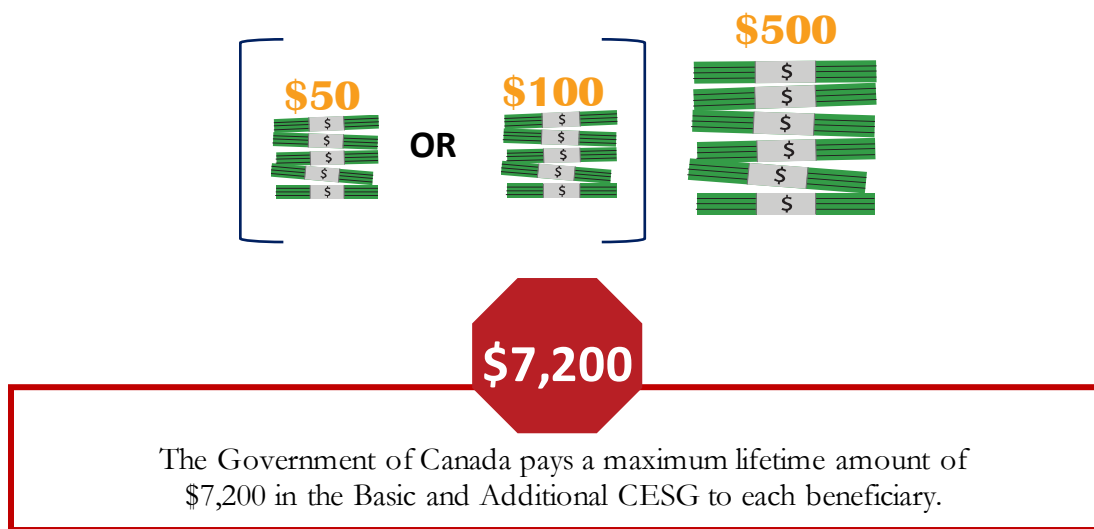 $500
$50 OR $100
$ $ $
$ $ $
$ $ $
$ $ $
$ $ $
$
$7,200
The Government of Canada pays a maximum lifetime amount of
$7,200 in the Basic and Additional CESG to each beneficiary.